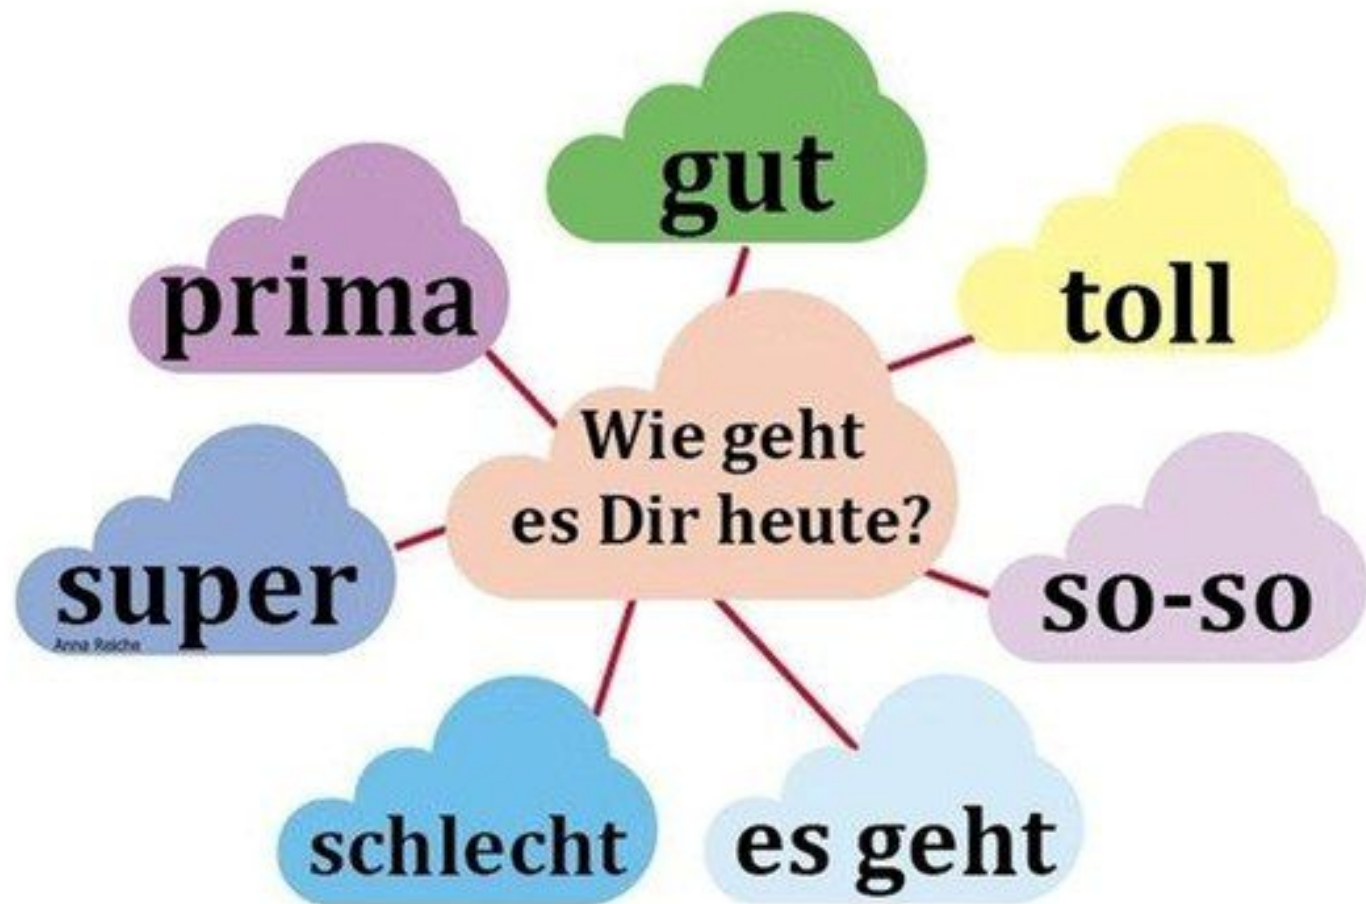 gut
prima
toll
Wie geht
es Dir heute?
super
Anna Reiche
so-so
schlecht
es geht